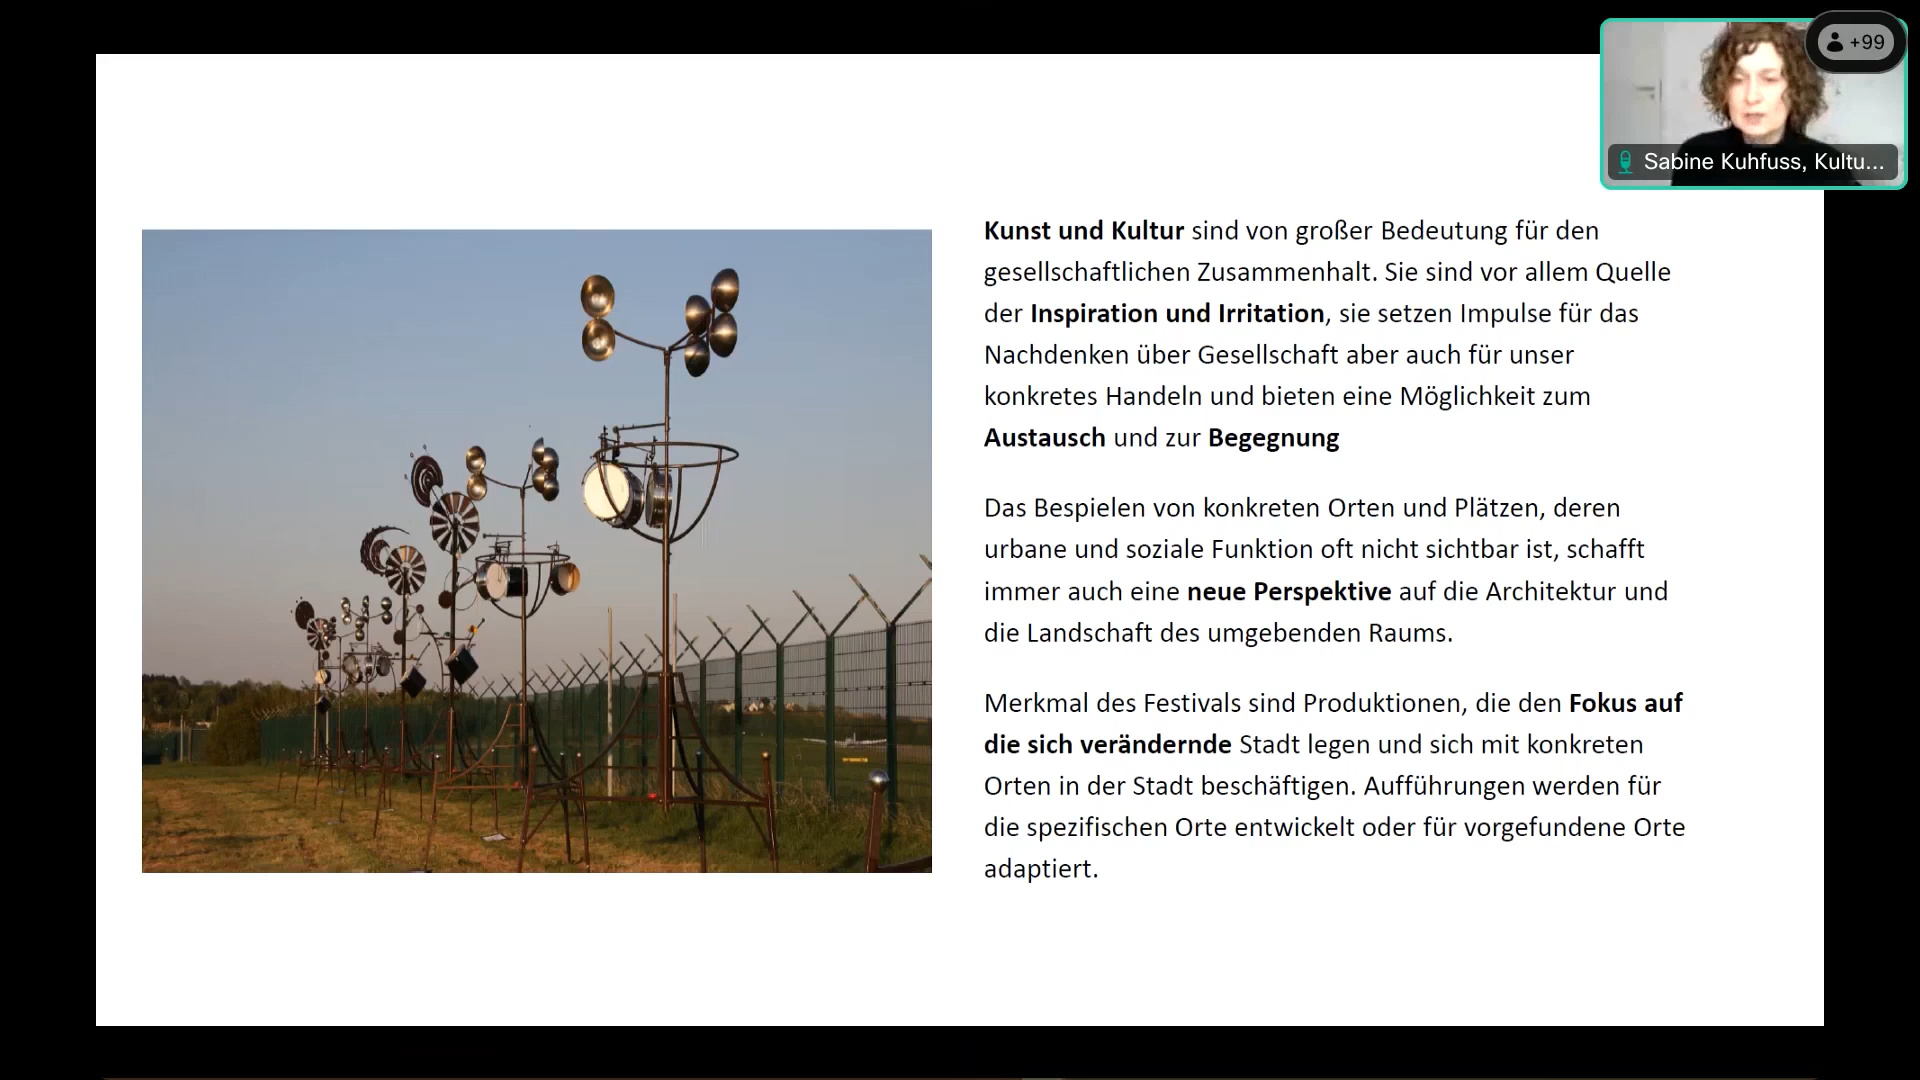 +99
Sabine Kuhfuss, Kultu...
Kunst und Kultur sind von großer Bedeutung für den
gesellschaftlichen Zusammenhalt. Sie sind vor allem Quelle
der Inspiration und Irritation, sie setzen Impulse für das
Nachdenken über Gesellschaft aber auch für unser
konkretes Handeln und bieten eine Möglichkeit zum
Austausch und zur Begegnung
Das Bespielen von konkreten Orten und Plätzen, deren
urbane und soziale Funktion oft nicht sichtbar ist, schafft
immer auch eine neue Perspektive auf die Architektur und
die Landschaft des umgebenden Raums.
Merkmal des Festivals sind Produktionen, die den Fokus auf
die sich verändernde Stadt legen und sich mit konkreten
Orten in der Stadt beschäftigen. Aufführungen werden für
die spezifischen Orte entwickelt oder für vorgefundene Orte
adaptiert.